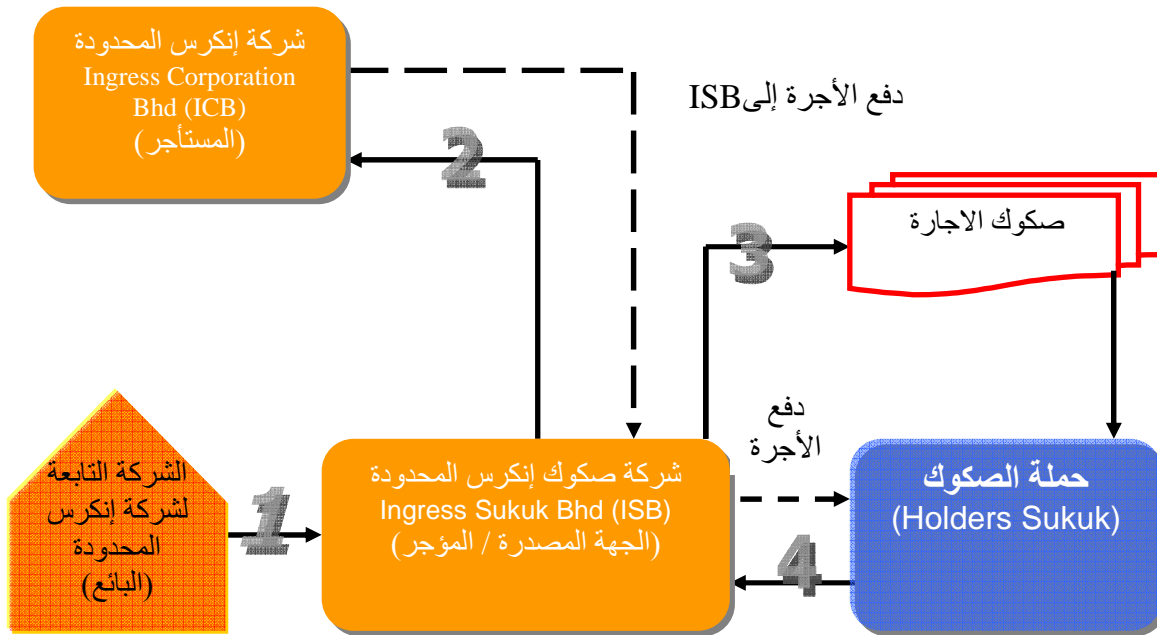 شركة إنكرس المحدودة
Ingress Corporation
Bhd (ICB)
(المستأجر)
دفع الأجرة إلىISB
2
3
صكوك الاجارة
دفع
الأجرة
الشركة التابعة
لشركة إنكرس
المحدودة
(البائع)
1
شركة صكوك إنكرس المحدودة
Ingress Sukuk Bhd (ISB)
(الجهة المصدرة / المؤجر)
4
حملة الصكوك
(Holders Sukuk)